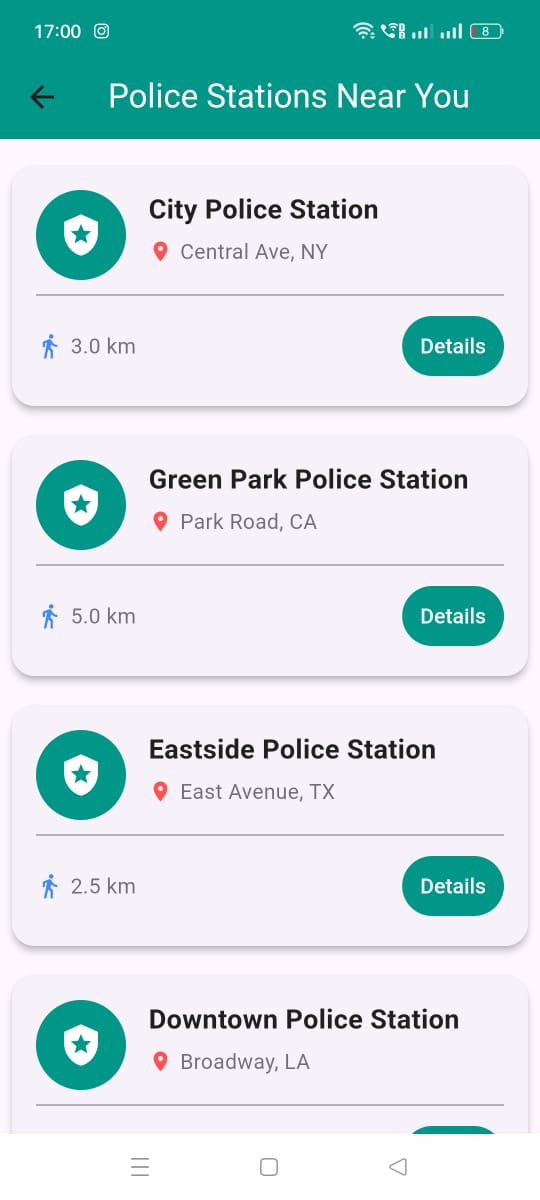 17:00
8
Police Stations Near You
City Police Station
Central Ave, NY
3.0 km
Details
Green Park Police Station
Park Road, CA
5.0 km
Details
Eastside Police Station
East Avenue, TX
2.5 km
Details
Downtown Police Station
Broadway, LA